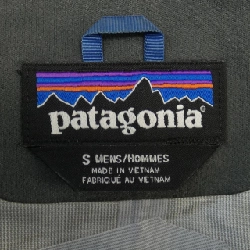 patagonia®
S MENS/HOMMES
MADE IN VIETNAM
FABRIQUÉ AU VIETNAM